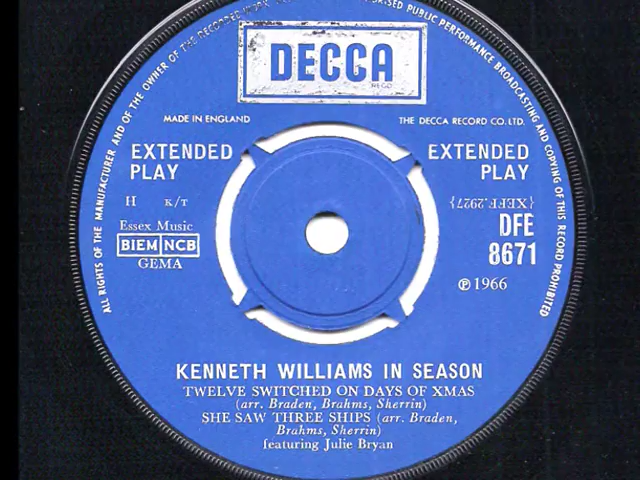 ALL RIGHTS OF THE MANUFACTURER AND OF THE OWNER OF THE RECORDED WORK
PUBLIC PERFORMANCE BROADCASTING AND COPYING OF THIS RECORD PROHIBITED
DECCA
MADE IN ENGLAND
THE DECCA RECORD CO. LTD.
EXTENDED
PLAY
EXTENDED
PLAY
H K/T
{XEEF.2927}
Essex Music
BIEM NCB
GEMA
DFE
8671
℗ 1966
KENNETH WILLIAMS IN SEASON
TWELVE SWITCHED ON DAYS OF XMAS
(arr. Braden, Brahms, Sherrin)
SHE SAW THREE SHIPS (arr. Braden,
Brahms, Sherrin)
featuring Julie Bryan